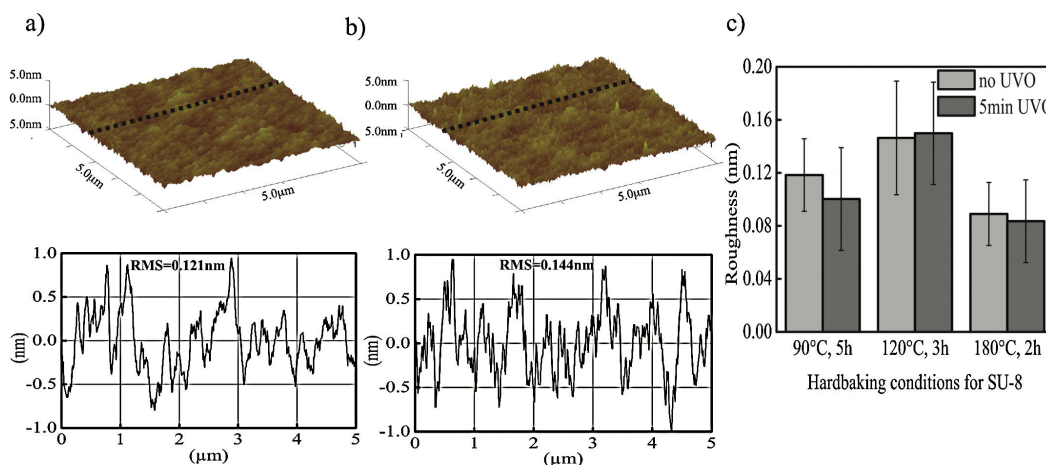 a)
5.0nm
0.0nm
5.0nm
5.0µm
5.0µm
RMS=0.121nm
1.0
0.5
0.0
-0.5
-1.0
(nm)
0 1 2 3 4 5
(µm)
b)
5.0nm
0.0nm
5.0nm
5.0µm
5.0µm
RMS=0.144nm
1.0
0.5
0.0
-0.5
-1.0
(nm)
0 1 2 3 4 5
(µm)
c)
no UVO
5min UVO
0.20
0.16
0.12
0.08
0.04
0.00
Roughness (nm)
90°C, 5h 120°C, 3h 180°C, 2h
Hardbaking conditions for SU-8